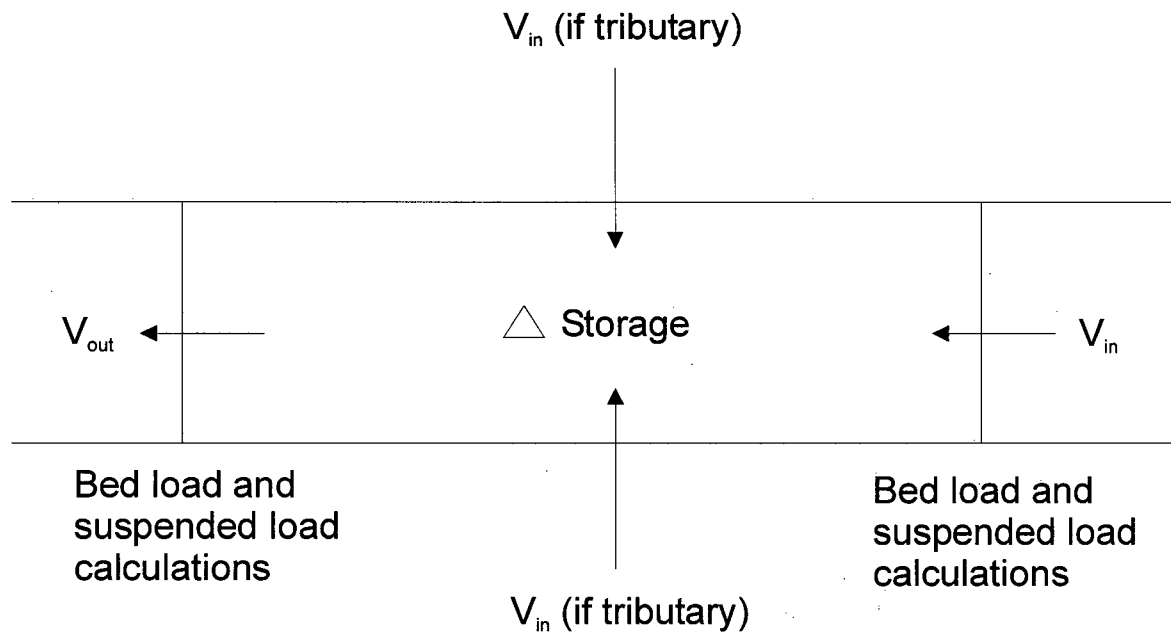 V_in (if tributary)
V_out
△ Storage
V_in
Bed load and
suspended load
calculations
Bed load and
suspended load
calculations
V_in (if tributary)